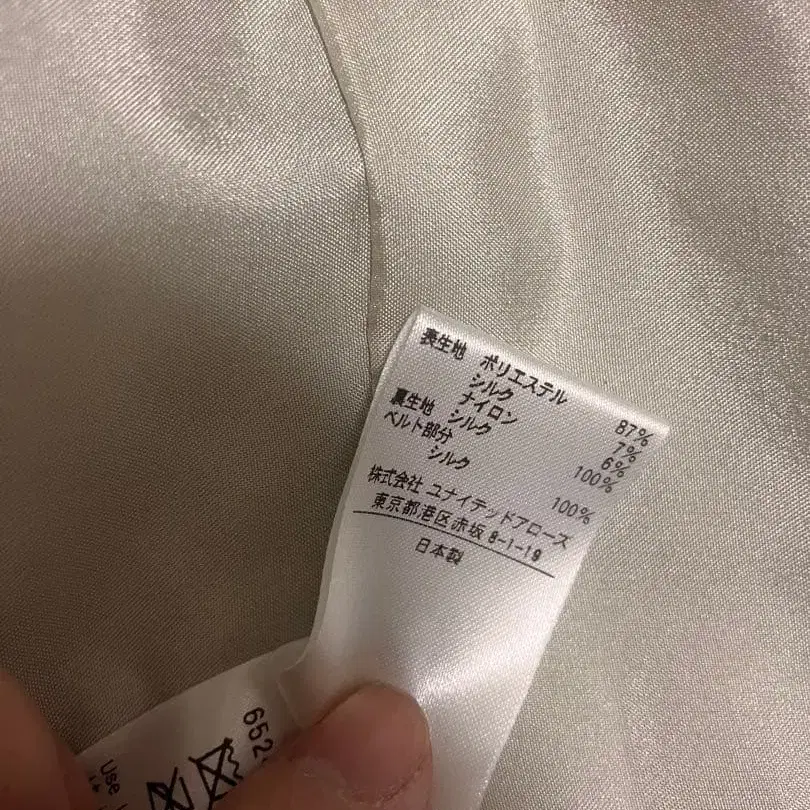 表生地 ポリエステル 87%
シルク 7%
ナイロン 6%
裏生地 シルク 100%
ベルト部分
シルク 100%
株式会社 ユナイテッドアローズ
東京都港区赤坂 8-1-19
日本製
652
Use